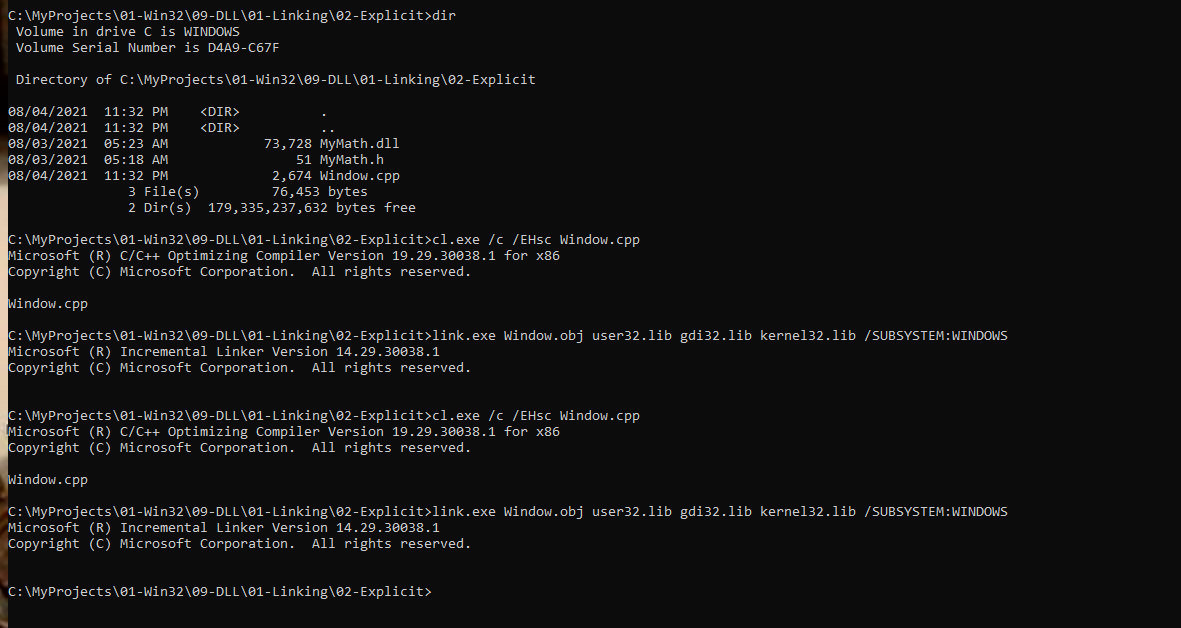 C:\MyProjects\01-Win32\09-DLL\01-Linking\02-Explicit>dir
Volume in drive C is WINDOWS
Volume Serial Number is D4A9-C67F
Directory of C:\MyProjects\01-Win32\09-DLL\01-Linking\02-Explicit
08/04/2021  11:32 PM    <DIR>          .
08/04/2021  11:32 PM    <DIR>          ..
08/03/2021  05:23 AM            73,728 MyMath.dll
08/03/2021  05:18 AM                51 MyMath.h
08/04/2021  11:32 PM             2,674 Window.cpp
3 File(s)         76,453 bytes
2 Dir(s)  179,335,237,632 bytes free
C:\MyProjects\01-Win32\09-DLL\01-Linking\02-Explicit>cl.exe /c /EHsc Window.cpp
Microsoft (R) C/C++ Optimizing Compiler Version 19.29.30038.1 for x86
Copyright (C) Microsoft Corporation.  All rights reserved.
Window.cpp
C:\MyProjects\01-Win32\09-DLL\01-Linking\02-Explicit>link.exe Window.obj user32.lib gdi32.lib kernel32.lib /SUBSYSTEM:WINDOWS
Microsoft (R) Incremental Linker Version 14.29.30038.1
Copyright (C) Microsoft Corporation.  All rights reserved.
C:\MyProjects\01-Win32\09-DLL\01-Linking\02-Explicit>cl.exe /c /EHsc Window.cpp
Microsoft (R) C/C++ Optimizing Compiler Version 19.29.30038.1 for x86
Copyright (C) Microsoft Corporation.  All rights reserved.
Window.cpp
C:\MyProjects\01-Win32\09-DLL\01-Linking\02-Explicit>link.exe Window.obj user32.lib gdi32.lib kernel32.lib /SUBSYSTEM:WINDOWS
Microsoft (R) Incremental Linker Version 14.29.30038.1
Copyright (C) Microsoft Corporation.  All rights reserved.
C:\MyProjects\01-Win32\09-DLL\01-Linking\02-Explicit>